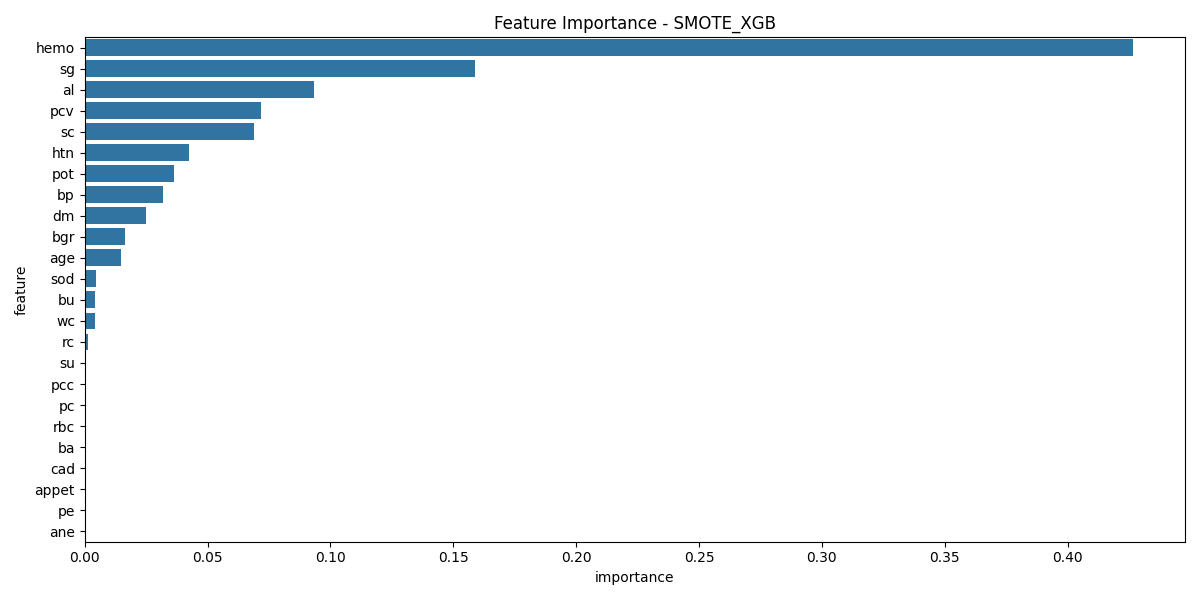 Feature Importance - SMOTE_XGB
feature
hemo
sg
al
pcv
sc
htn
pot
bp
dm
bgr
age
sod
bu
wc
rc
su
pcc
pc
rbc
ba
cad
appet
pe
ane
0.00 0.05 0.10 0.15 0.20 0.25 0.30 0.35 0.40
importance